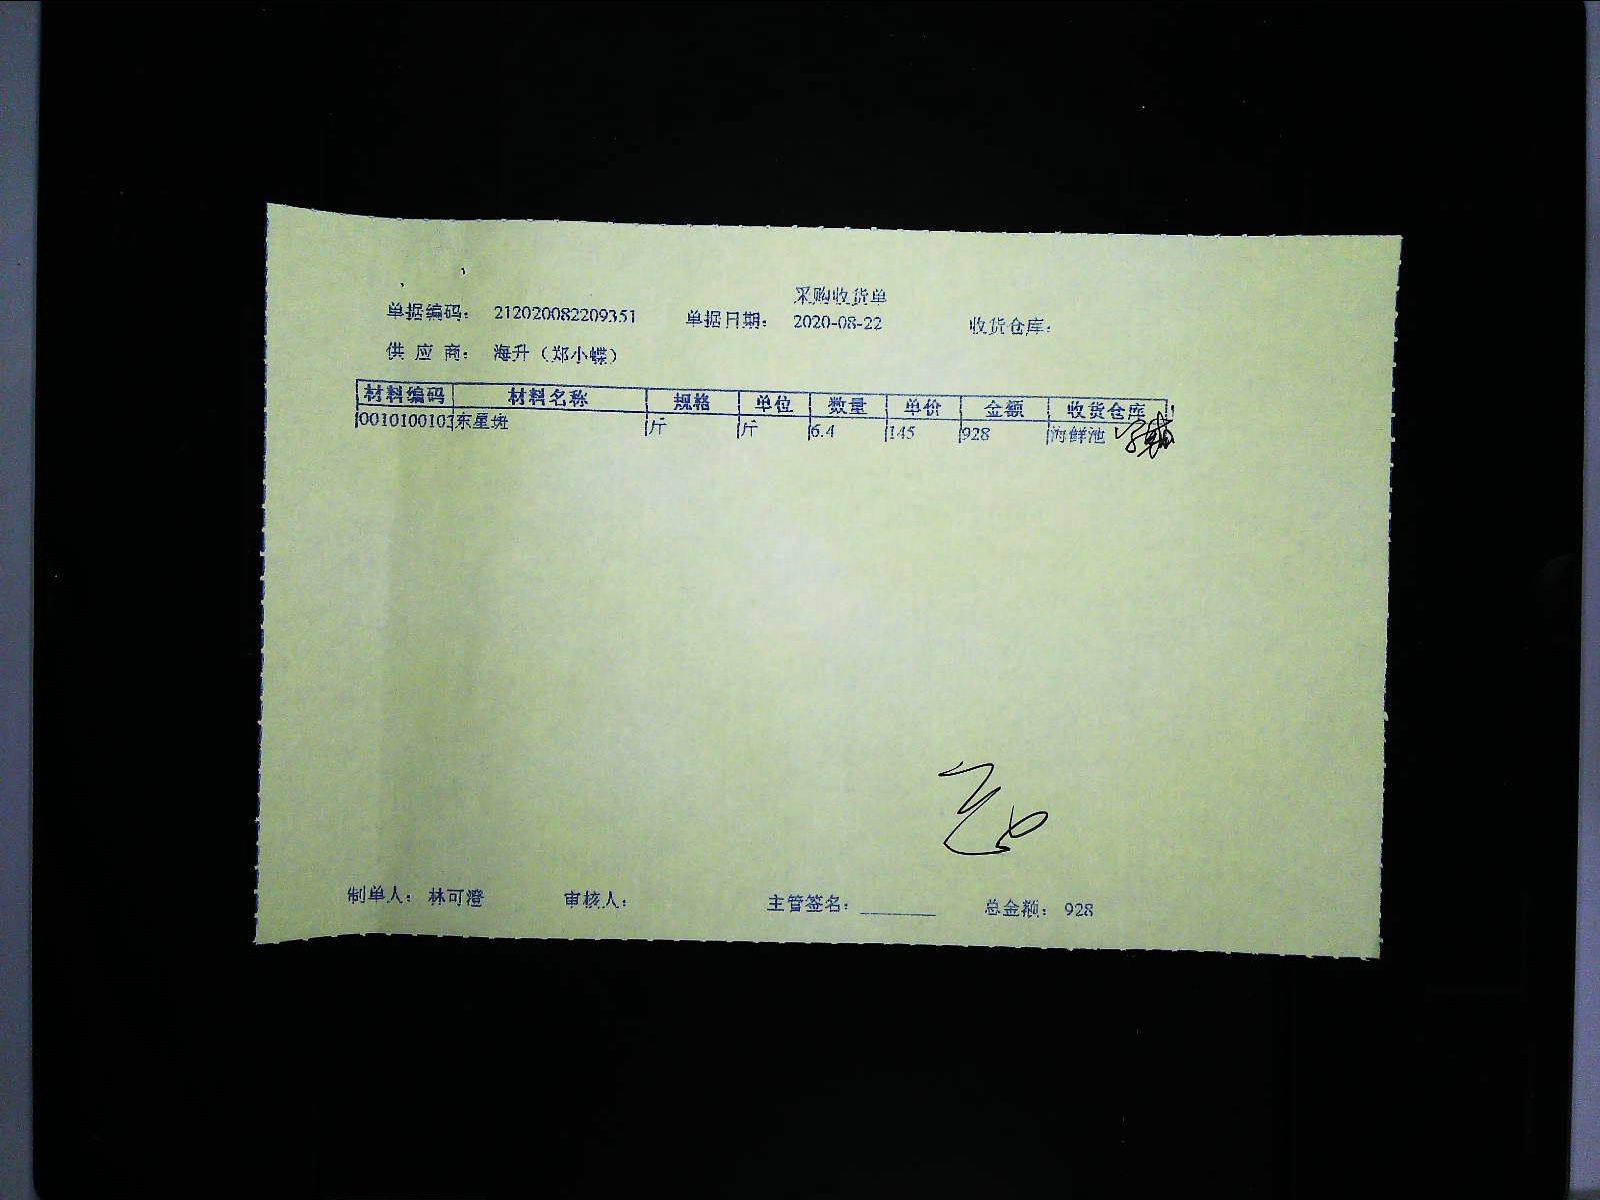 采购收货单
单据编码： 212020082209351 单据日期： 2020-08-22 收货仓库：
供 应 商： 海升（郑小蝶）
材料编码 材料名称 规格 单位 数量 单价 金额 收货仓库
001010010 东星斑 斤 斤 6.4 145 928 海鲜池
制单人： 林可澄 审核人： 主管签名： ________ 总金额： 928